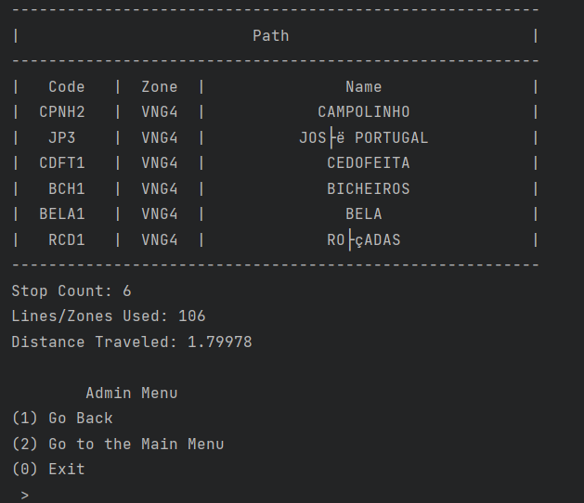 ---------------------------------------------------------
|                         Path                          |
---------------------------------------------------------
|   Code   |  Zone  |               Name                |
|  CPNH2   |  VNG4  |            CAMPOLINHO             |
|   JP3    |  VNG4  |          JOS├ë PORTUGAL           |
|  CDFT1   |  VNG4  |             CEDOFEITA             |
|   BCH1   |  VNG4  |             BICHEIROS             |
|  BELA1   |  VNG4  |               BELA                |
|   RCD1   |  VNG4  |             RO├çADAS              |
---------------------------------------------------------
Stop Count: 6
Lines/Zones Used: 106
Distance Traveled: 1.79978
Admin Menu
(1) Go Back
(2) Go to the Main Menu
(0) Exit
>